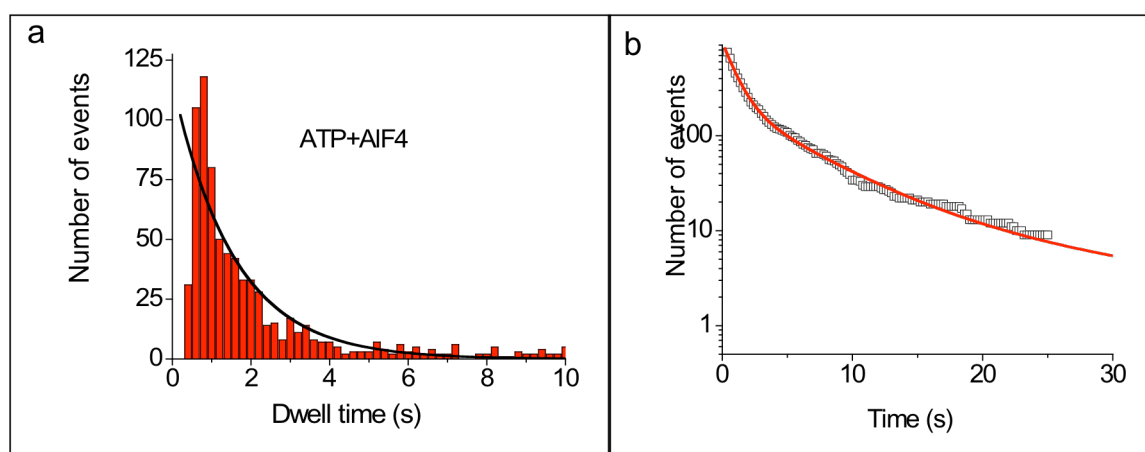 a
Number of events
125
100
75
50
25
0
ATP+AlF4
0 2 4 6 8 10
Dwell time (s)
b
Number of events
100
10
1
0 10 20 30
Time (s)